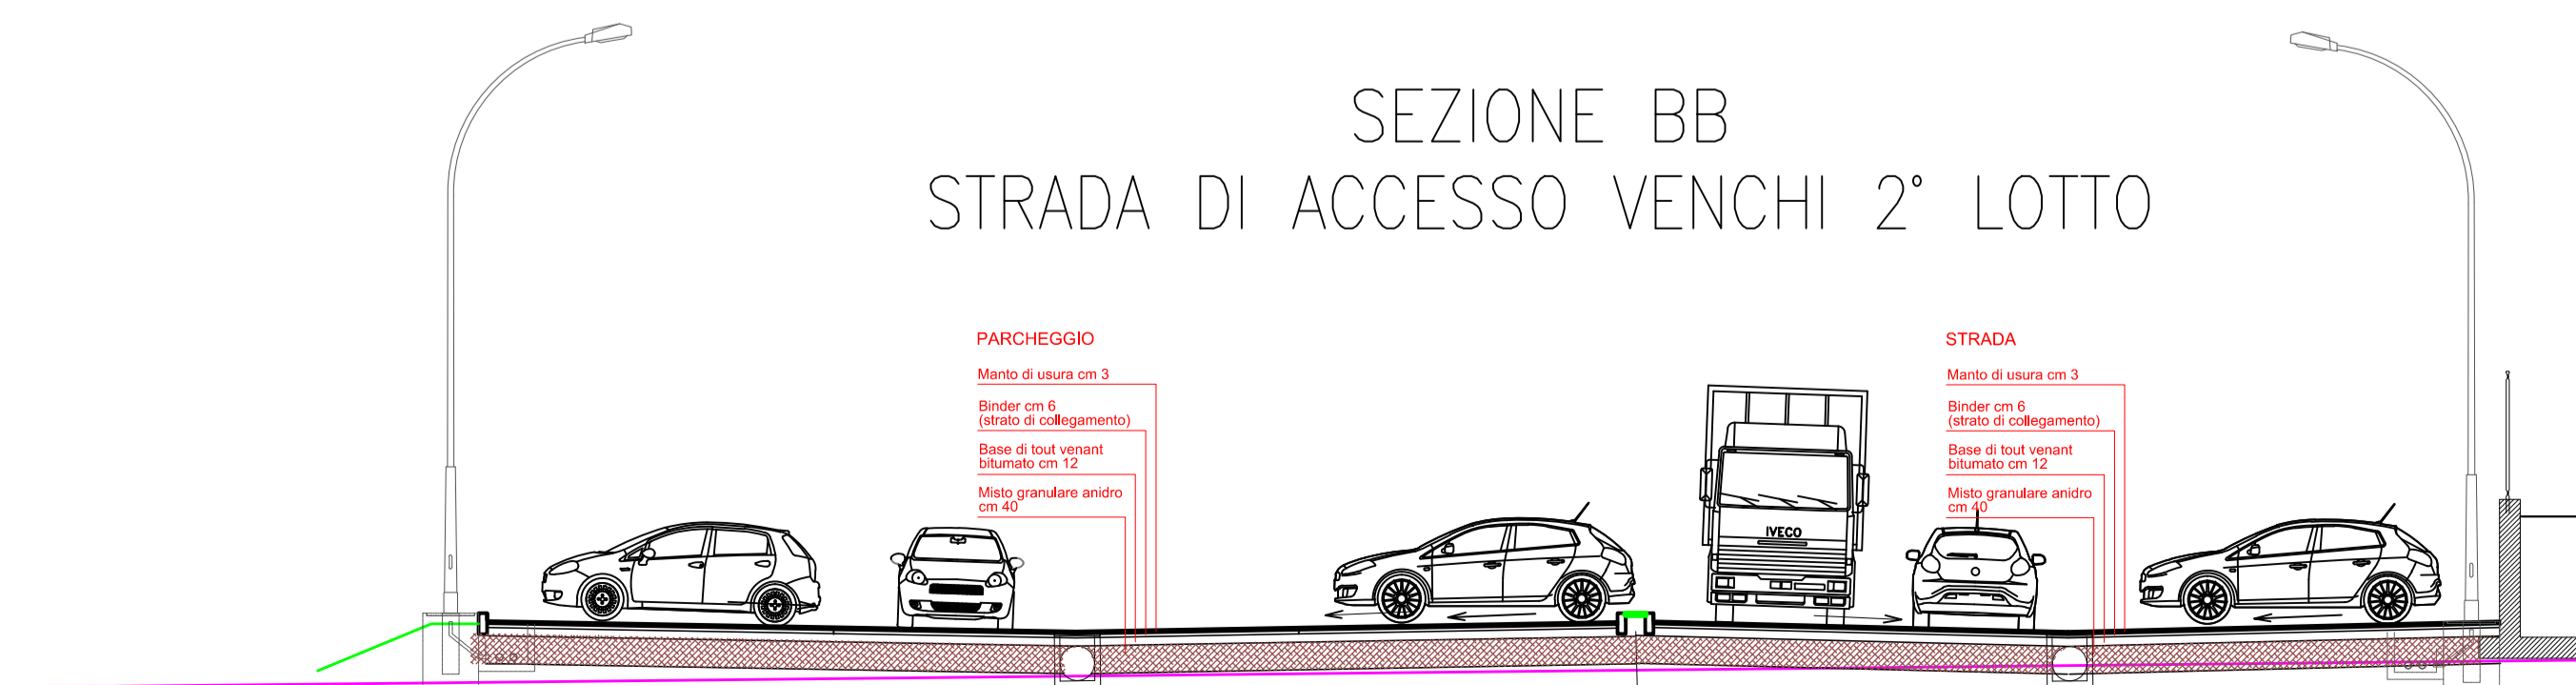 SEZIONE BB
STRADA DI ACCESSO VENCHI 2° LOTTO
PARCHEGGIO
Manto di usura cm 3
Binder cm 6
(strato di collegamento)
Base di tout venant
bitumato cm 12
Misto granulare anidro
cm 40
STRADA
Manto di usura cm 3
Binder cm 6
(strato di collegamento)
Base di tout venant
bitumato cm 12
Misto granulare anidro
cm 40
IVECO